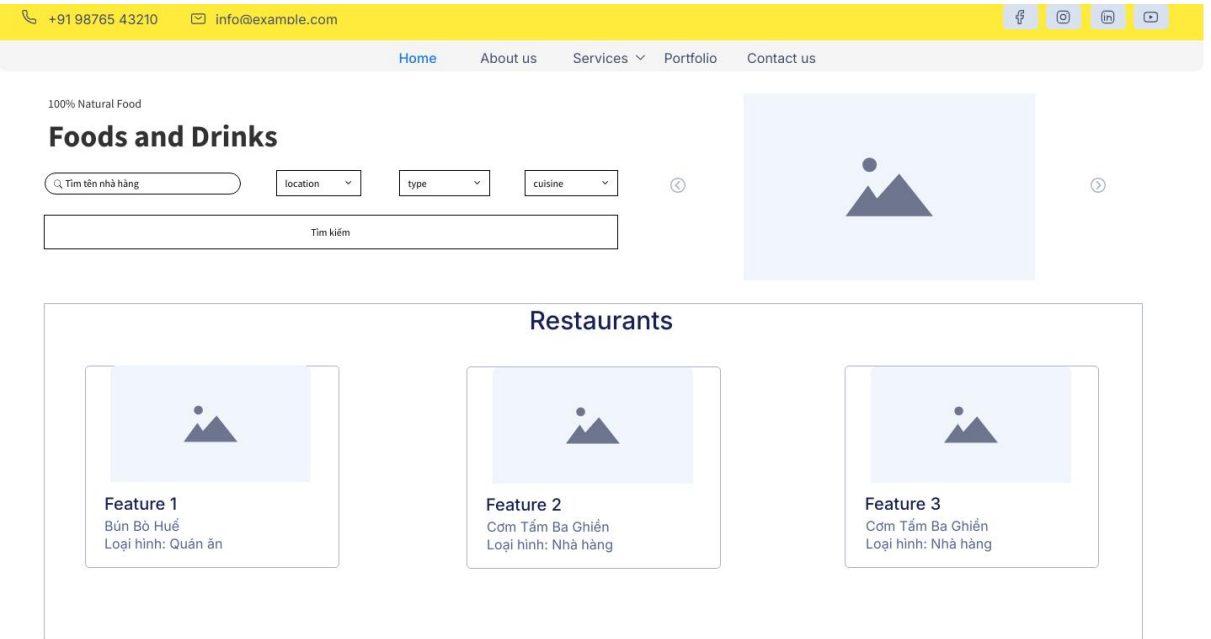 +91 98765 43210 info@example.com
Home About us Services Portfolio Contact us
100% Natural Food
Foods and Drinks
Tìm tên nhà hàng location type cuisine
Tìm kiếm
Restaurants
Feature 1
Bún Bò Huế
Loại hình: Quán ăn
Feature 2
Cơm Tấm Ba Ghiền
Loại hình: Nhà hàng
Feature 3
Cơm Tấm Ba Ghiền
Loại hình: Nhà hàng